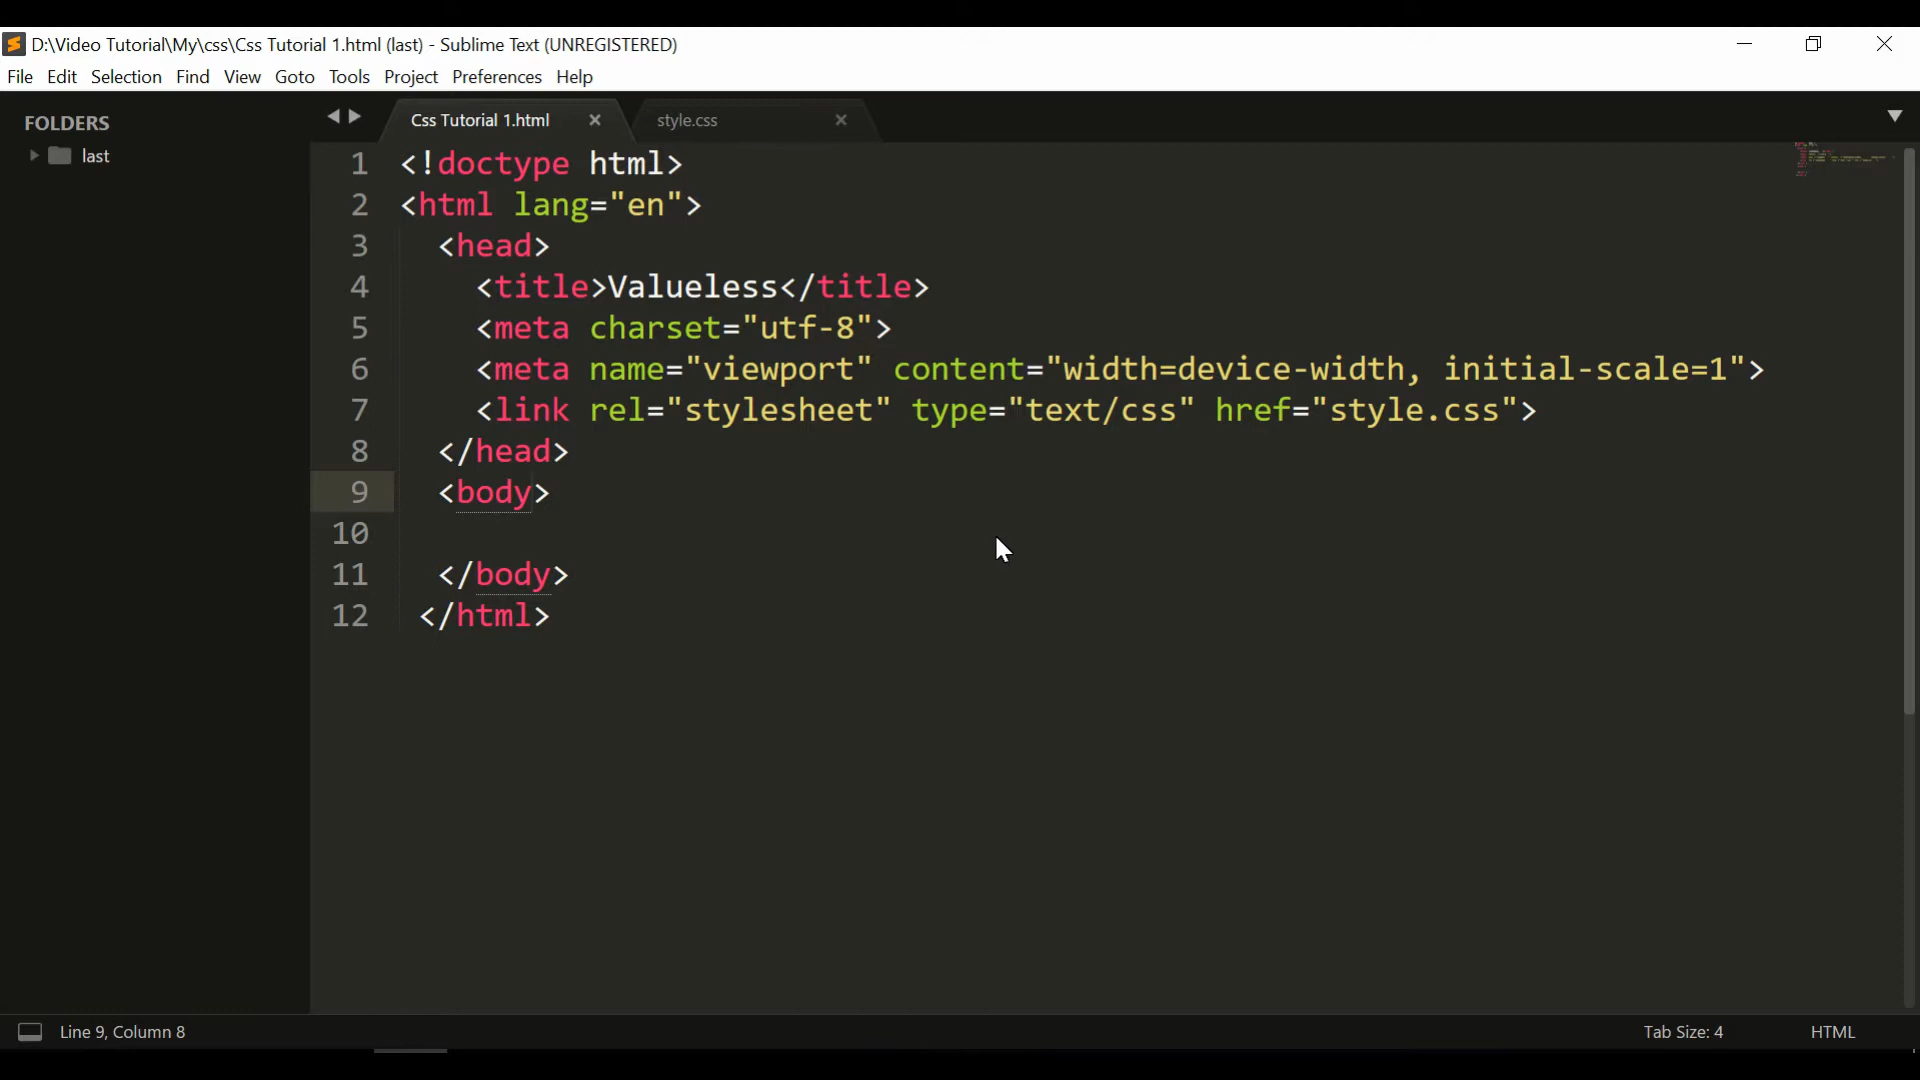 D:\Video Tutorial\My\css\Css Tutorial 1.html (last) - Sublime Text (UNREGISTERED)
File Edit Selection Find View Goto Tools Project Preferences Help
FOLDERS
last
Css Tutorial 1.html
style.css
1 <!doctype html>
2 <html lang="en">
3 <head>
4 <title>Valueless</title>
5 <meta charset="utf-8">
6 <meta name="viewport" content="width=device-width, initial-scale=1">
7 <link rel="stylesheet" type="text/css" href="style.css">
8 </head>
9 <body>
10
11 </body>
12 </html>
Line 9, Column 8
Tab Size: 4
HTML